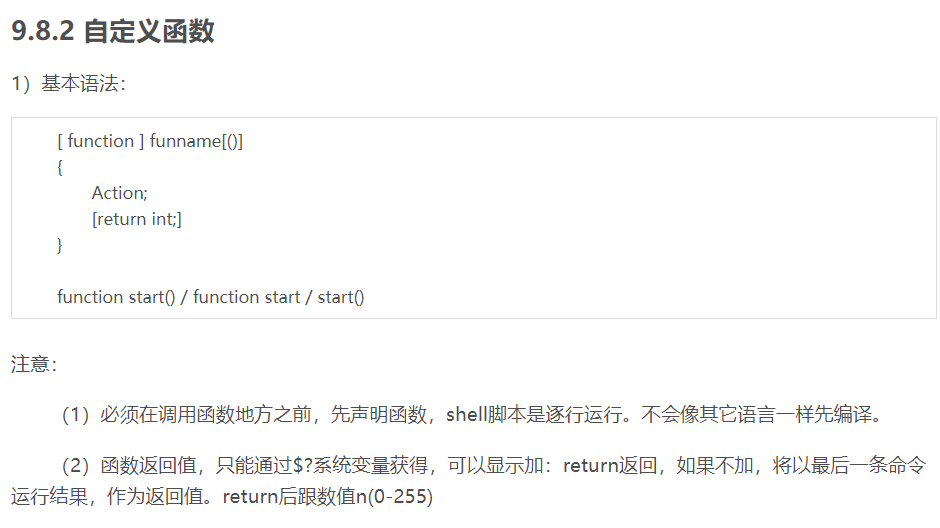 9.8.2 自定义函数
1）基本语法：
[ function ] funname[()]
{
Action;
[return int;]
}
function start() / function start / start()
注意：
（1）必须在调用函数地方之前，先声明函数，shell脚本是逐行运行。不会像其它语言一样先编译。
（2）函数返回值，只能通过$?系统变量获得，可以显示加：return返回，如果不加，将以最后一条命令
运行结果，作为返回值。return后跟数值n(0-255)